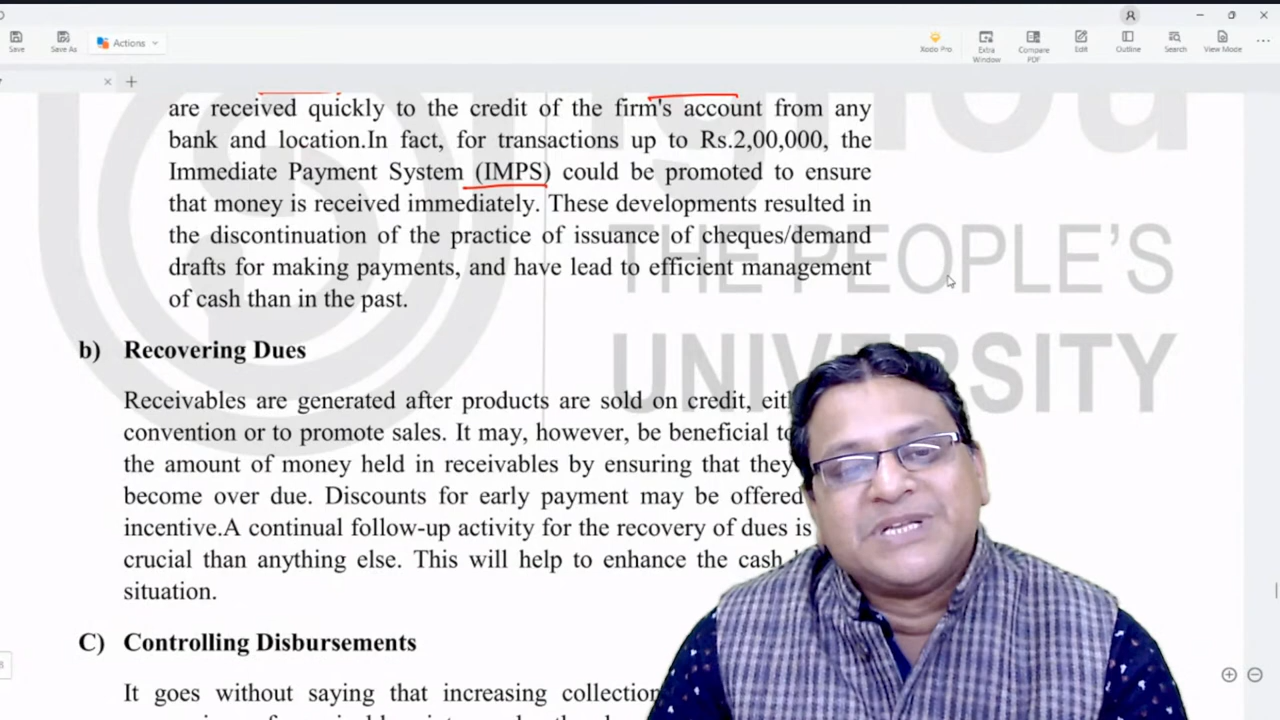 Save
Save As
Actions
Xodo Pro
Extra Window
Compare PDF
Edit
Outline
Search
View Mode
are received quickly to the credit of the firm's account from any
bank and location.In fact, for transactions up to Rs.2,00,000, the
Immediate Payment System (IMPS) could be promoted to ensure
that money is received immediately. These developments resulted in
the discontinuation of the practice of issuance of cheques/demand
drafts for making payments, and have lead to efficient management
of cash than in the past.
THE PEOPLE'S
UNIVERSITY
b) Recovering Dues
Receivables are generated after products are sold on credit,
convention or to promote sales. It may, however, be beneficial
the amount of money held in receivables by ensuring that they
become over due. Discounts for early payment may be offered
incentive.A continual follow-up activity for the recovery of dues is
crucial than anything else. This will help to enhance the cash
situation.
C) Controlling Disbursements
It goes without saying that increasing